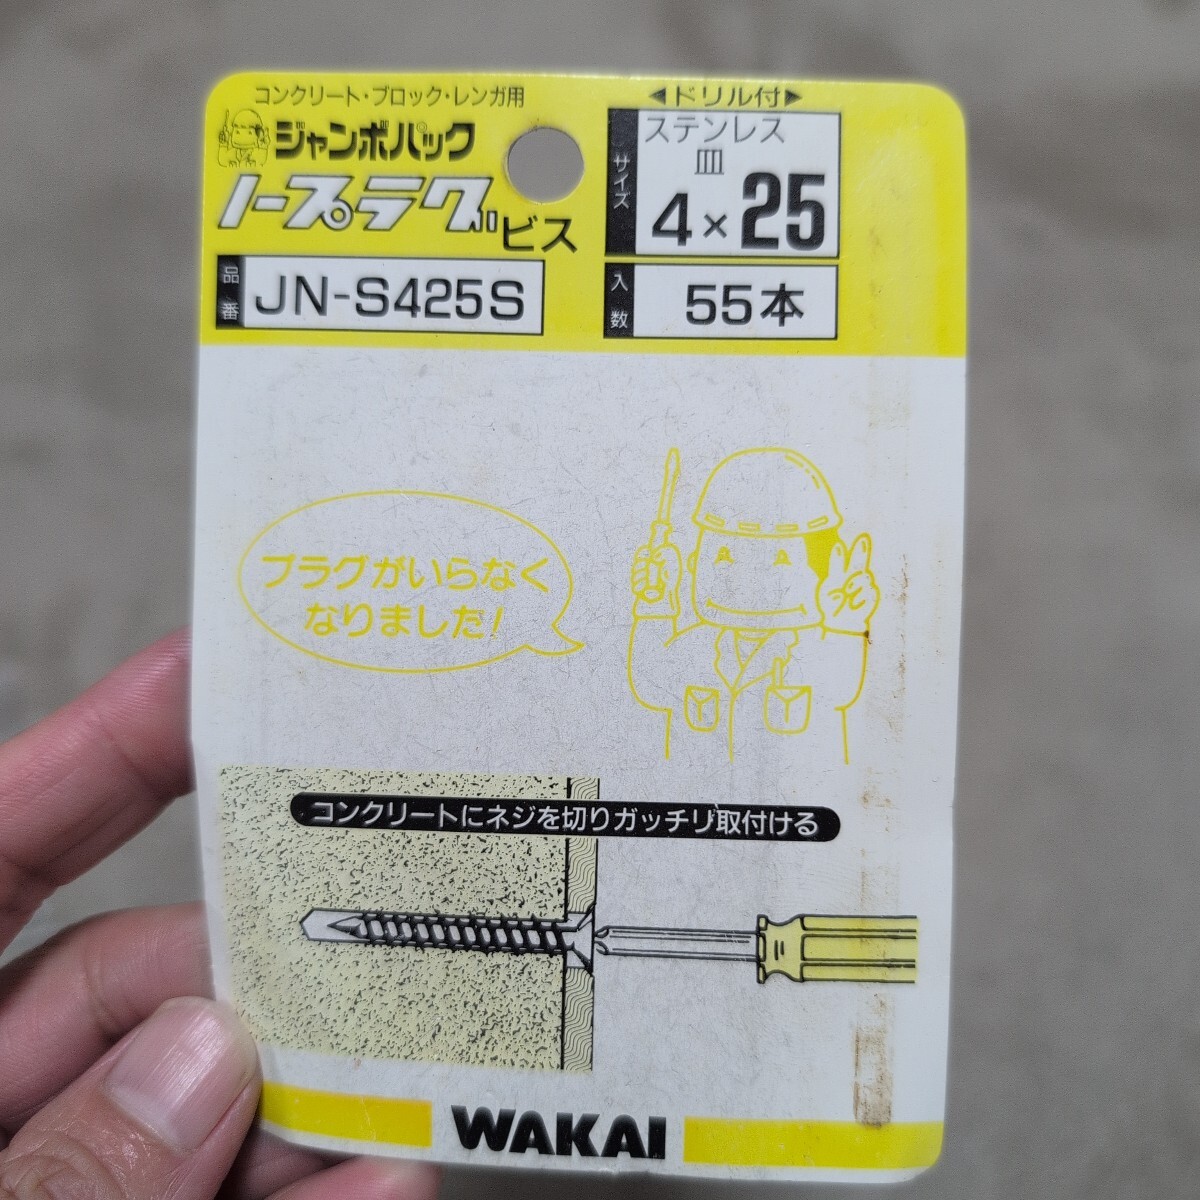 コンクリート・ブロック・レンガ用
ジャンボパック
ノープラグビス
品番 JN-S425S
◀ドリル付▶
サイズ ステンレス
皿
4×25
入数 55本
プラグがいらなく
なりました!
コンクリートにネジを切りガッチリ取付ける
WAKAI